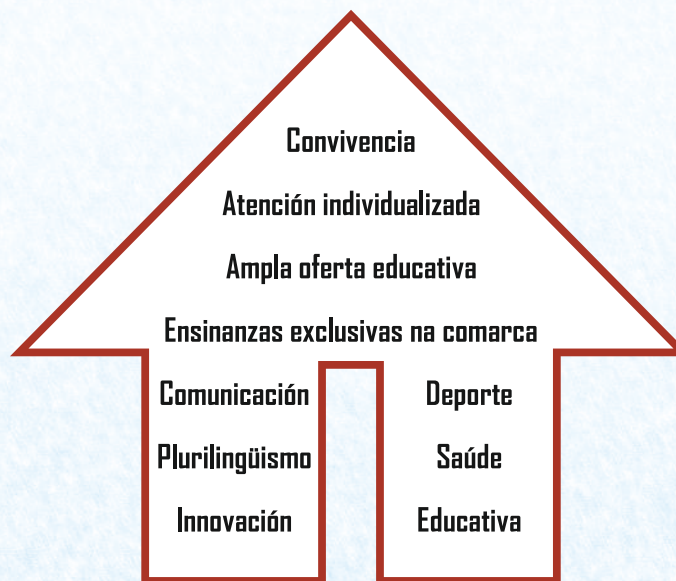 Convivencia
Atención individualizada
Ampla oferta educativa
Ensinanzas exclusivas na comarca
Comunicación
Plurilingüismo
Innovación
Deporte
Saúde
Educativa